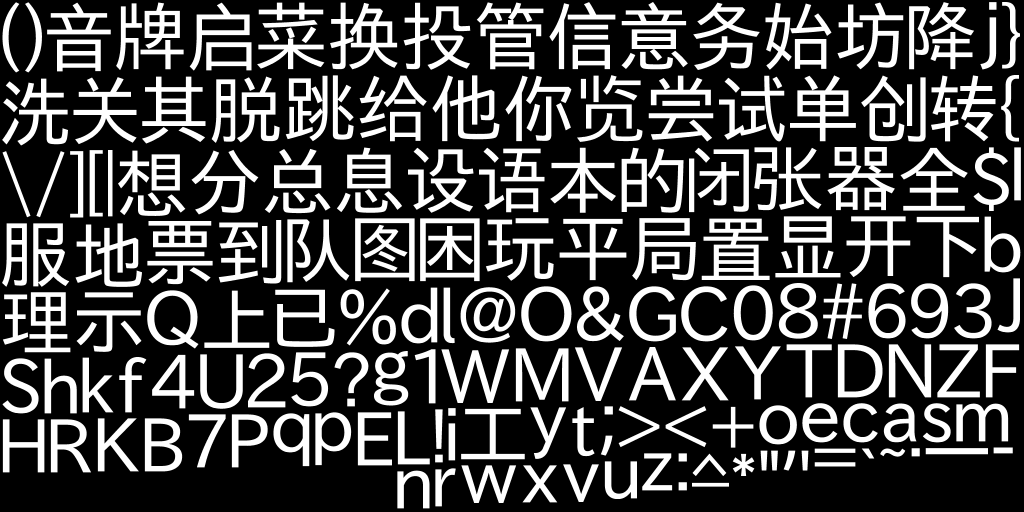 ()音牌启菜换投管信意务始坊降j}
洗关其脱跳给他你览尝试单创转{
\/][|想分总息设语本的闭张器全$l
服地票到队图困玩平局置显开下b
理示Q上已%dl@O&GC08#693J
Shkf4U25?g1WMVAXYTDNZF
HRKB7PqpEL!i工yt;><+oecasm
nrwxvuz:^*"''=`~·—-